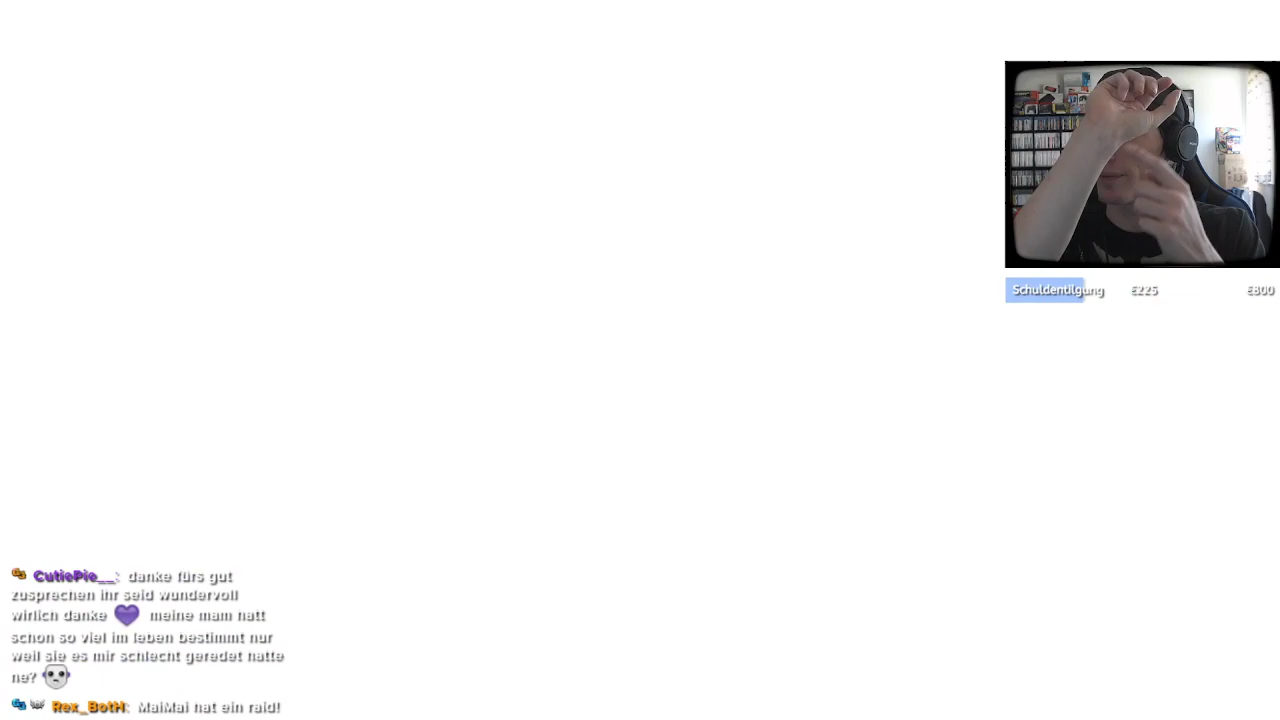 Schuldentilgung €225 €800
CutiePie__: danke fürs gut
zusprechen ihr seid wundervoll
wirlich danke 💜 meine mam hatt
schon so viel im leben bestimmt nur
weil sie es mir schlecht geredet hatte
ne?
Rex_BotH: MaiMai hat ein raid!